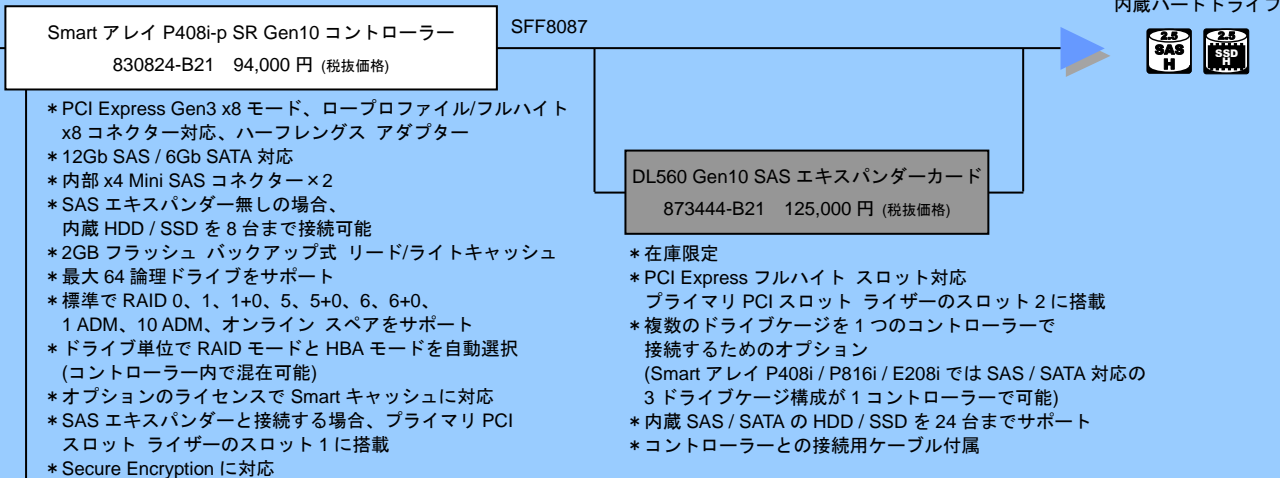 内蔵ハードドライブ
Smart アレイ P408i-p SR Gen10 コントローラー
830824-B21 94,000 円 (税抜価格)
SFF8087
2.5
SAS
H
2.5
SSD
H
＊PCI Express Gen3 x8 モード、ロープロファイル/フルハイト
x8 コネクター対応、ハーフレングス アダプター
＊12Gb SAS / 6Gb SATA 対応
＊内部 x4 Mini SAS コネクター×2
＊SAS エキスパンダー無しの場合、
内蔵 HDD / SSD を 8 台まで接続可能
＊2GB フラッシュ バックアップ式 リード/ライトキャッシュ
＊最大 64 論理ドライブをサポート
＊標準で RAID 0、1、1+0、5、5+0、6、6+0、
1 ADM、10 ADM、オンライン スペアをサポート
＊ドライブ単位で RAID モードと HBA モードを自動選択
(コントローラー内で混在可能)
＊オプションのライセンスで Smart キャッシュに対応
＊SAS エキスパンダーと接続する場合、プライマリ PCI
スロット ライザーのスロット 1 に搭載
＊Secure Encryption に対応
DL560 Gen10 SAS エキスパンダーカード
873444-B21 125,000 円 (税抜価格)
＊在庫限定
＊PCI Express フルハイト スロット対応
プライマリ PCI スロット ライザーのスロット 2 に搭載
＊複数のドライブケージを 1 つのコントローラーで
接続するためのオプション
(Smart アレイ P408i / P816i / E208i では SAS / SATA 対応の
3 ドライブケージ構成が 1 コントローラーで可能)
＊内蔵 SAS / SATA の HDD / SSD を 24 台までサポート
＊コントローラーとの接続用ケーブル付属